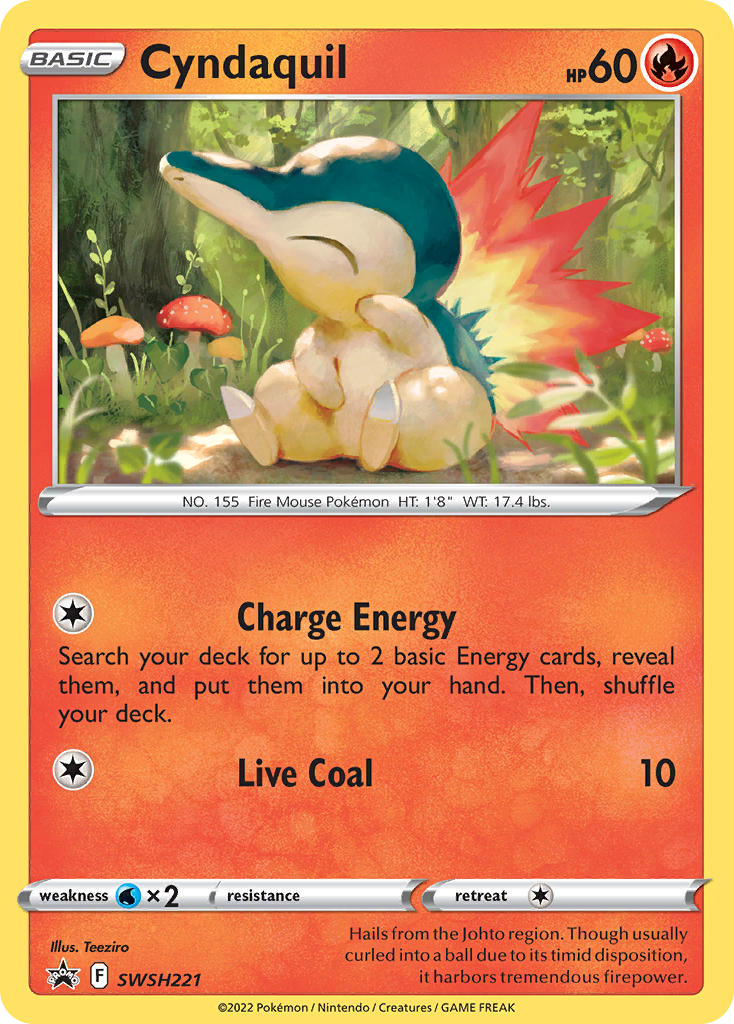 BASIC Cyndaquil HP60
NO. 155 Fire Mouse Pokémon HT: 1'8" WT: 17.4 lbs.
Charge Energy
Search your deck for up to 2 basic Energy cards, reveal
them, and put them into your hand. Then, shuffle
your deck.
Live Coal 10
weakness ×2 resistance retreat
Illus. Teeziro
PROMO F SWSH221
Hails from the Johto region. Though usually
curled into a ball due to its timid disposition,
it harbors tremendous firepower.
©2022 Pokémon / Nintendo / Creatures / GAME FREAK